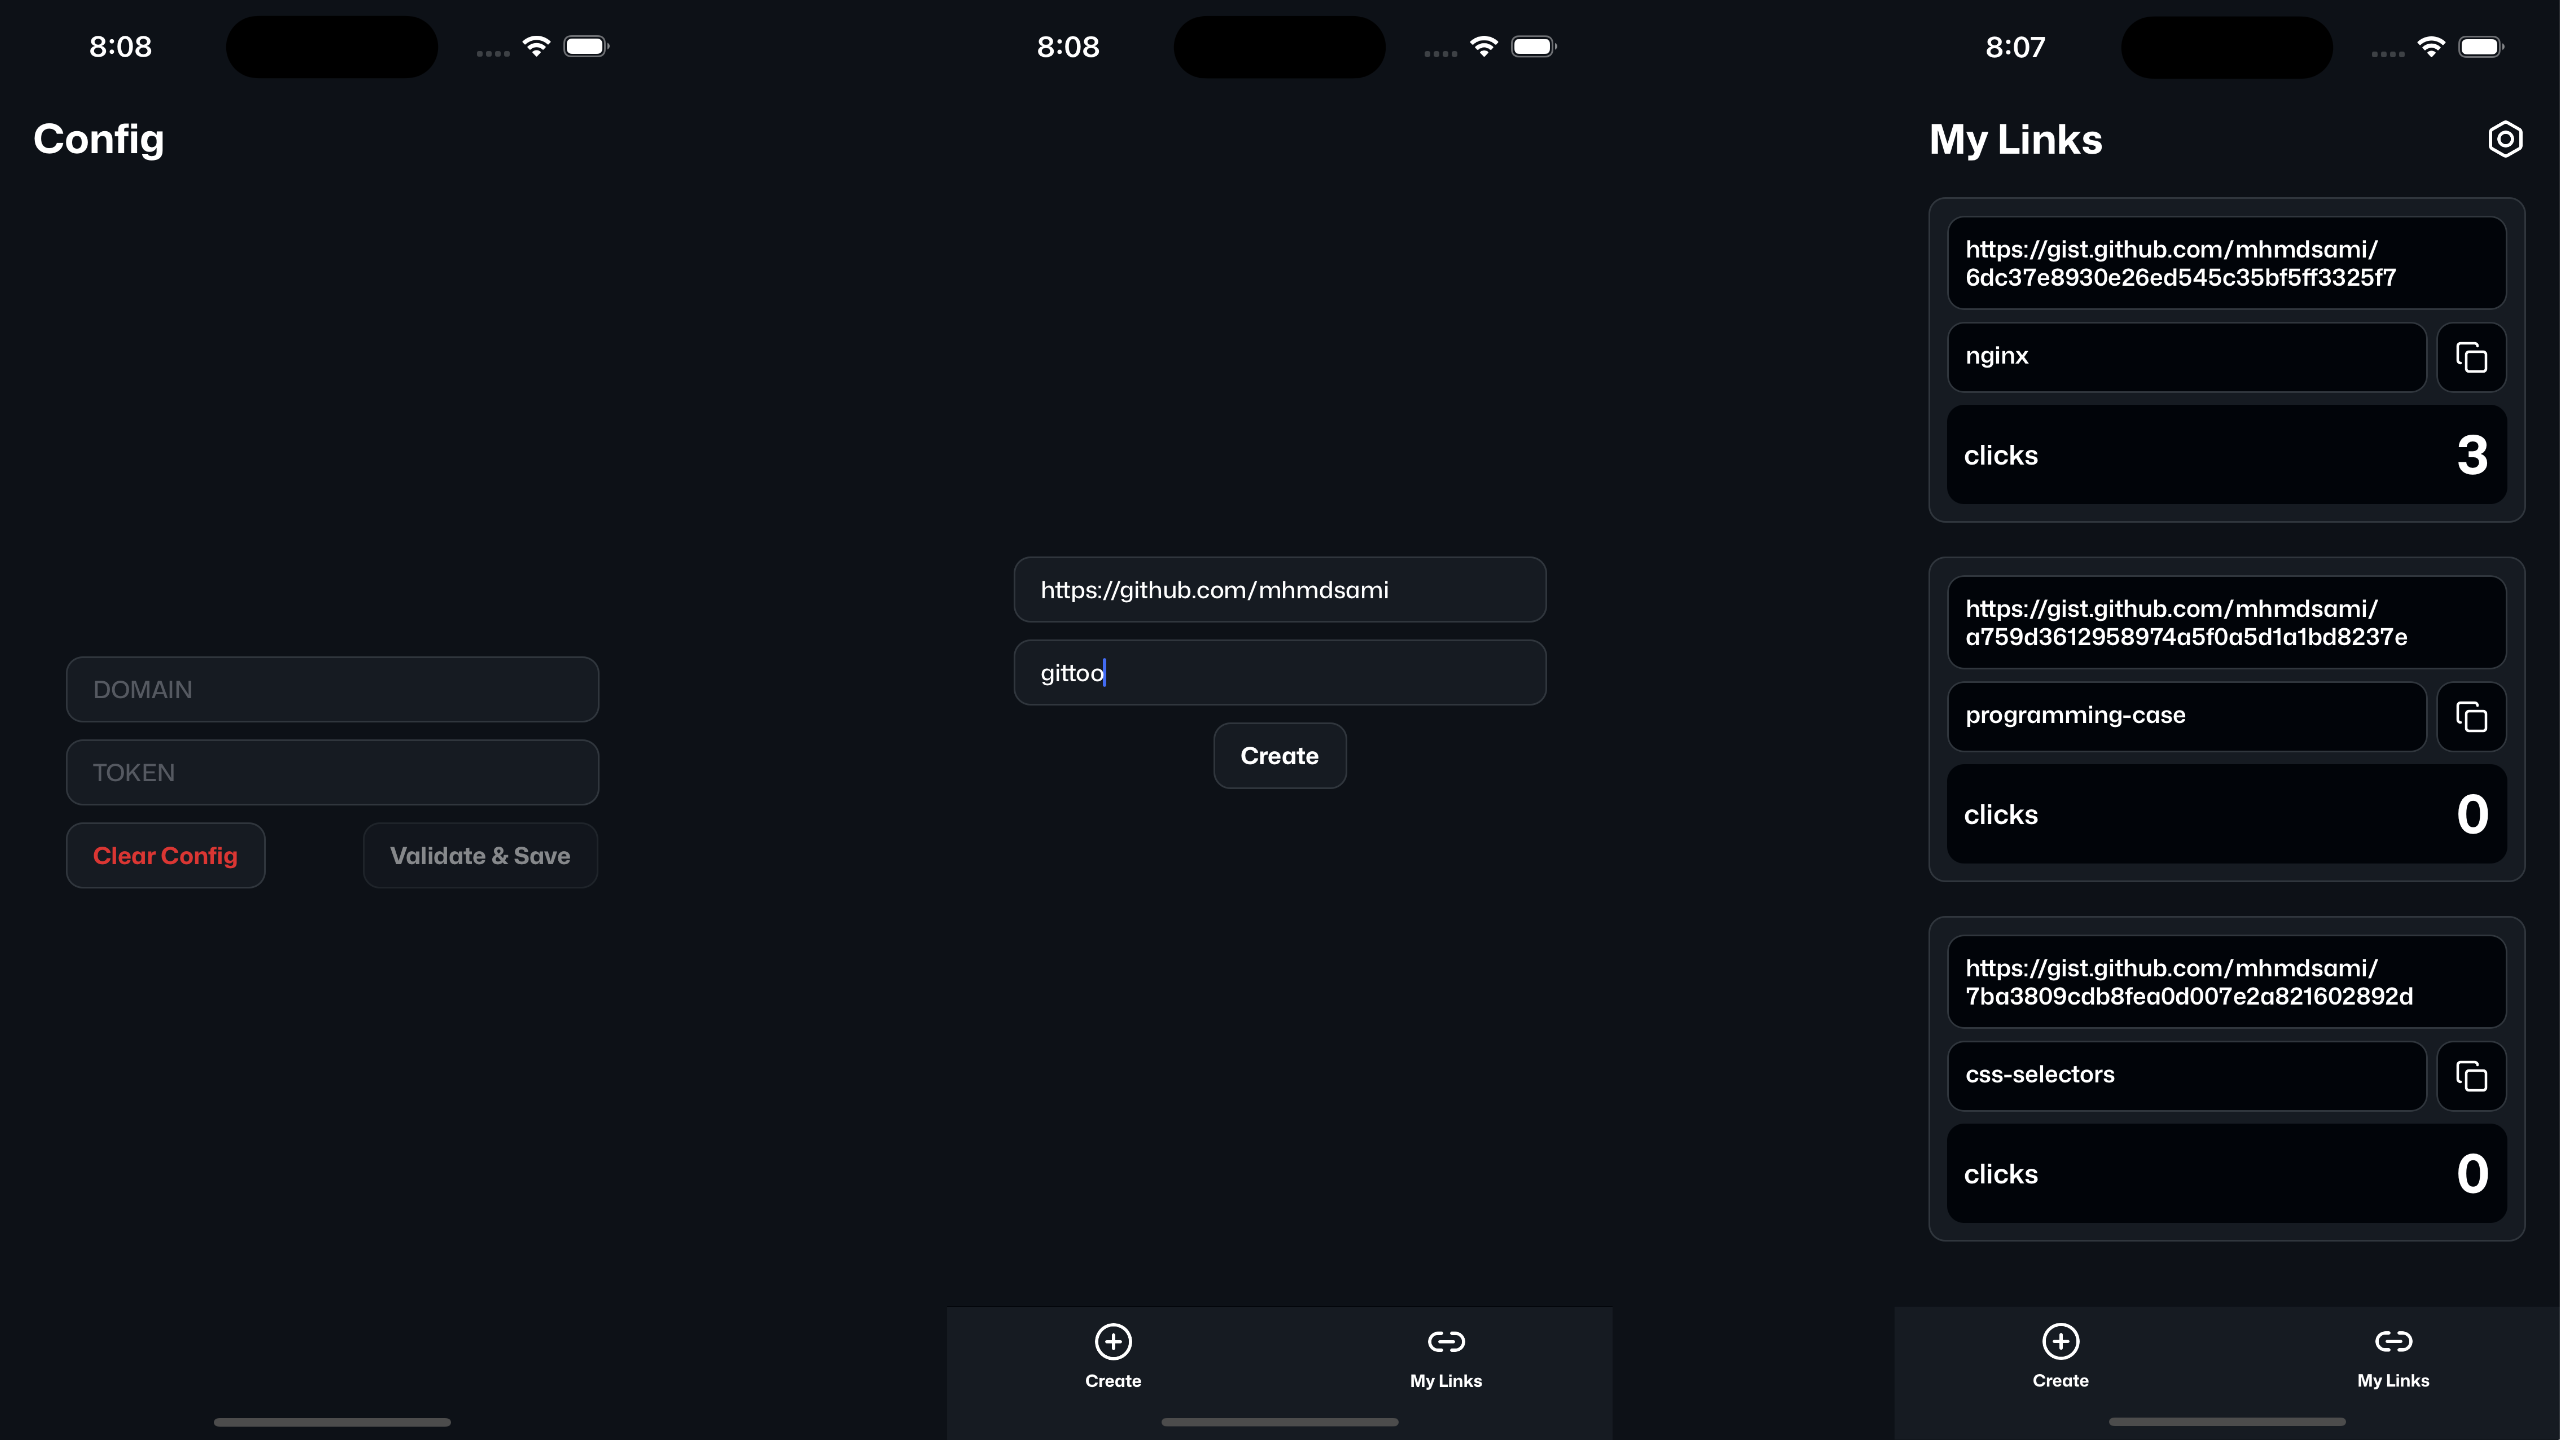 8:08
Config
DOMAIN
TOKEN
Clear Config
Validate & Save
8:08
https://github.com/mhmdsami
gittoo
Create
Create
My Links
8:07
My Links
https://gist.github.com/mhmdsami/
6dc37e8930e26ed545c35bf5ff3325f7
nginx
clicks
3
https://gist.github.com/mhmdsami/
a759d3612958974a5f0a5d1a1bd8237e
programming-case
clicks
0
https://gist.github.com/mhmdsami/
7ba3809cdb8fea0d007e2a821602892d
css-selectors
clicks
0
Create
My Links